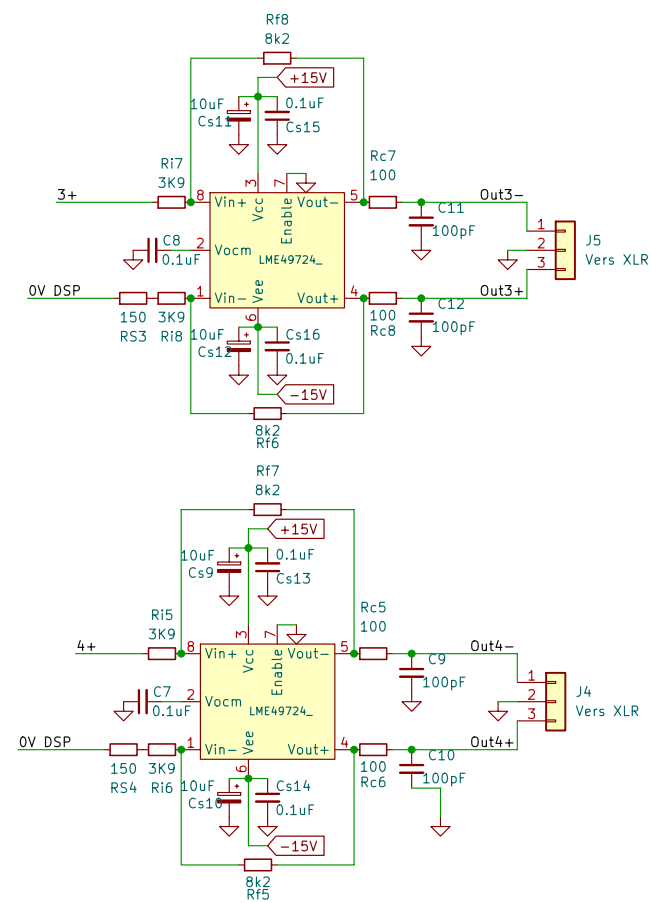 Rf8
8k2
+15V
10uF
0.1uF
Cs11
Cs15
Ri7
3K9
Rc7
100
3+
8
3
7
5
Vin+
Vcc
Enable
Vout-
C11
100pF
Out3-
1
2
3
J5
Vers XLR
C8
0.1uF
2
Vocm
LME49724_
0V DSP
150
RS3
3K9
Ri8
1
Vin-
Vee
Vout+
4
6
100
Rc8
C12
100pF
Out3+
10uF
Cs12
Cs16
0.1uF
-15V
8k2
Rf6
Rf7
8k2
+15V
10uF
0.1uF
Cs9
Cs13
Ri5
3K9
Rc5
100
4+
8
3
7
5
Vin+
Vcc
Enable
Vout-
C9
100pF
Out4-
1
2
3
J4
Vers XLR
C7
0.1uF
2
Vocm
LME49724_
0V DSP
150
RS4
3K9
Ri6
1
Vin-
Vee
Vout+
4
6
100
Rc6
C10
100pF
Out4+
10uF
Cs10
Cs14
0.1uF
-15V
8k2
Rf5